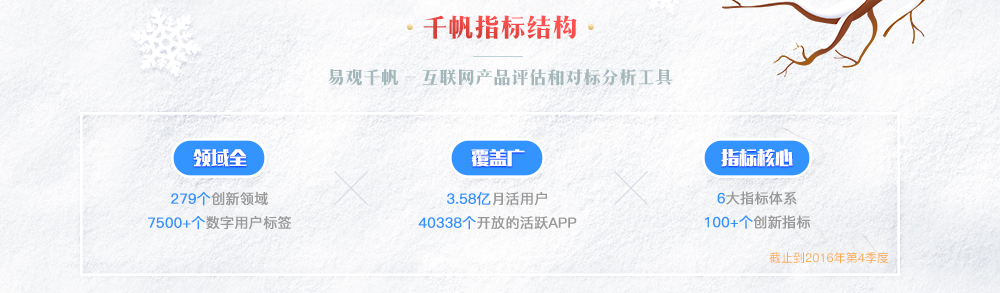 千帆指标结构
易观千帆 - 互联网产品评估和对标分析工具
领域全
279个创新领域
7500+个数字用户标签
覆盖广
3.58亿月活用户
40338个开放的活跃APP
指标核心
6大指标体系
100+个创新指标
截止到2016年第4季度